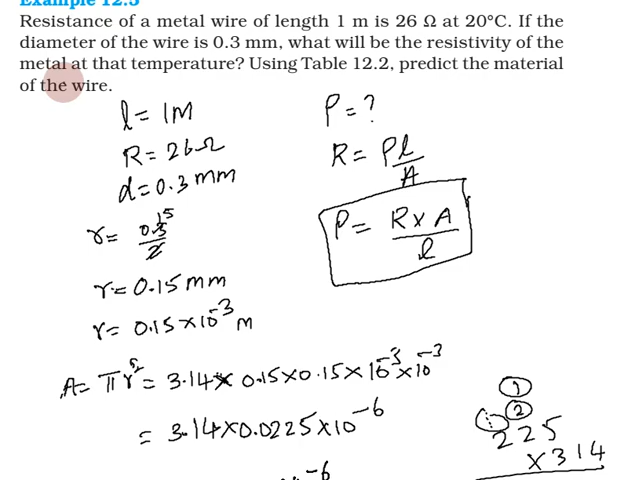 Example 12.3
Resistance of a metal wire of length 1 m is 26 Ω at 20°C. If the
diameter of the wire is 0.3 mm, what will be the resistivity of the
metal at that temperature? Using Table 12.2, predict the material
of the wire.
l = 1M
R = 26Ω
d = 0.3 mm
r = 0.3/2 15
r = 0.15 mm
r = 0.15 × 10⁻³ M
ρ = ?
R = ρl/A
ρ = R × A / l
A = πr² = 3.14 × 0.15 × 0.15 × 10⁻³ × 10⁻³
= 3.14 × 0.0225 × 10⁻⁶
1
2
225
× 314